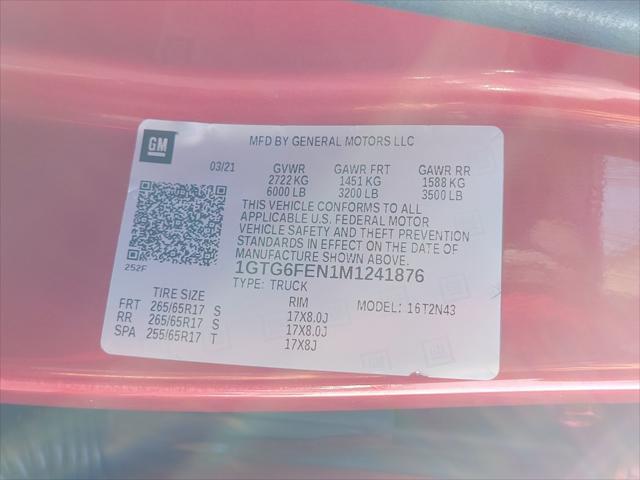 GM
MFD BY GENERAL MOTORS LLC
03/21 GVWR GAWR FRT GAWR RR
2722 KG 1451 KG 1588 KG
6000 LB 3200 LB 3500 LB
THIS VEHICLE CONFORMS TO ALL
APPLICABLE U.S. FEDERAL MOTOR
VEHICLE SAFETY AND THEFT PREVENTION
STANDARDS IN EFFECT ON THE DATE OF
MANUFACTURE SHOWN ABOVE.
252F
1GTG6FEN1M1241876
TYPE: TRUCK
TIRE SIZE RIM MODEL: 16T2N43
FRT 265/65R17 S 17X8.0J
RR 265/65R17 S 17X8.0J
SPA 255/65R17 T 17X8J